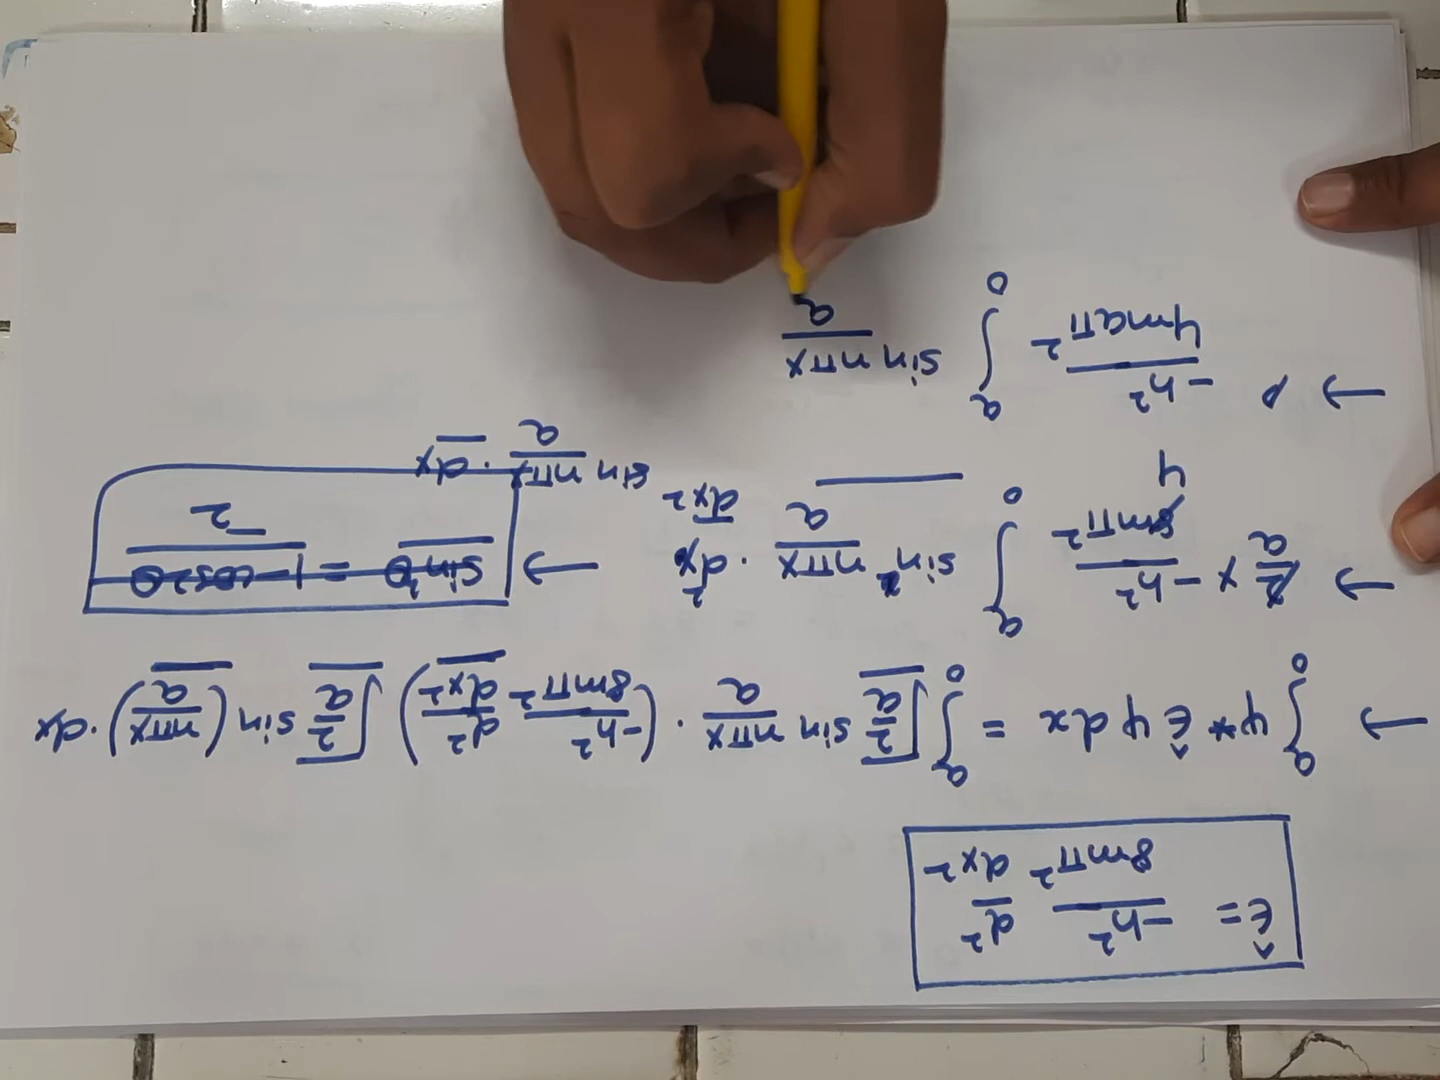 Ê = -h² / 8mπ² d² / dx²
→ ∫₀ᵃ ψ* Ê ψ dx = ∫₀ᵃ √(2/a) sin nπx/a · (-h²/8mπ² d²/dx²) √(2/a) sin (nπx/a) · dx
→ 2/a × -h²/8mπ² 4 ∫₀ᵃ sin² nπx/a · d²/dx² sin nπx/a · dx
→ sin²θ = 1-cos2θ / 2
→ -h²/4maπ² ∫₀ᵃ sin nπx/a